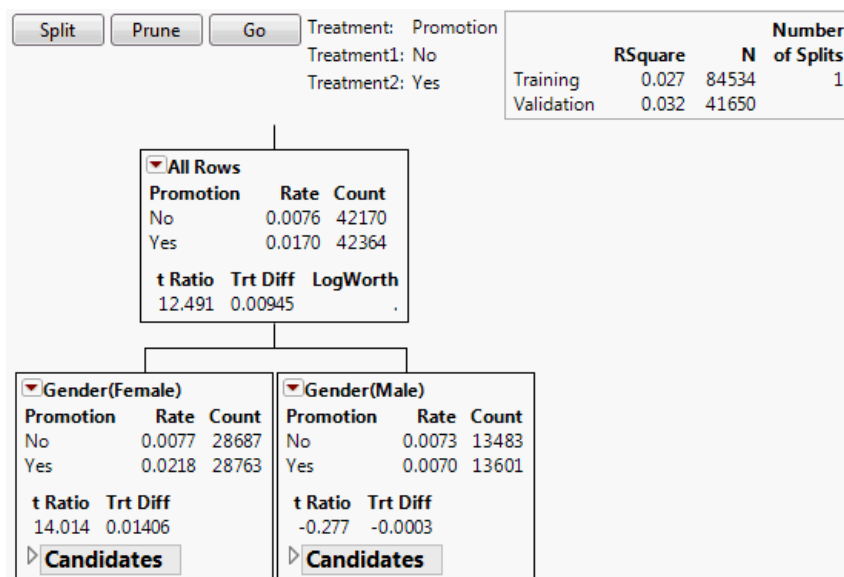 Split Prune Go Treatment: Promotion
Treatment1: No
Treatment2: Yes
Number
RSquare N of Splits
Training 0.027 84534 1
Validation 0.032 41650
All Rows
Promotion Rate Count
No 0.0076 42170
Yes 0.0170 42364
t Ratio Trt Diff LogWorth
12.491 0.00945 .
Gender(Female)
Promotion Rate Count
No 0.0077 28687
Yes 0.0218 28763
t Ratio Trt Diff
14.014 0.01406
Candidates
Gender(Male)
Promotion Rate Count
No 0.0073 13483
Yes 0.0070 13601
t Ratio Trt Diff
-0.277 -0.0003
Candidates